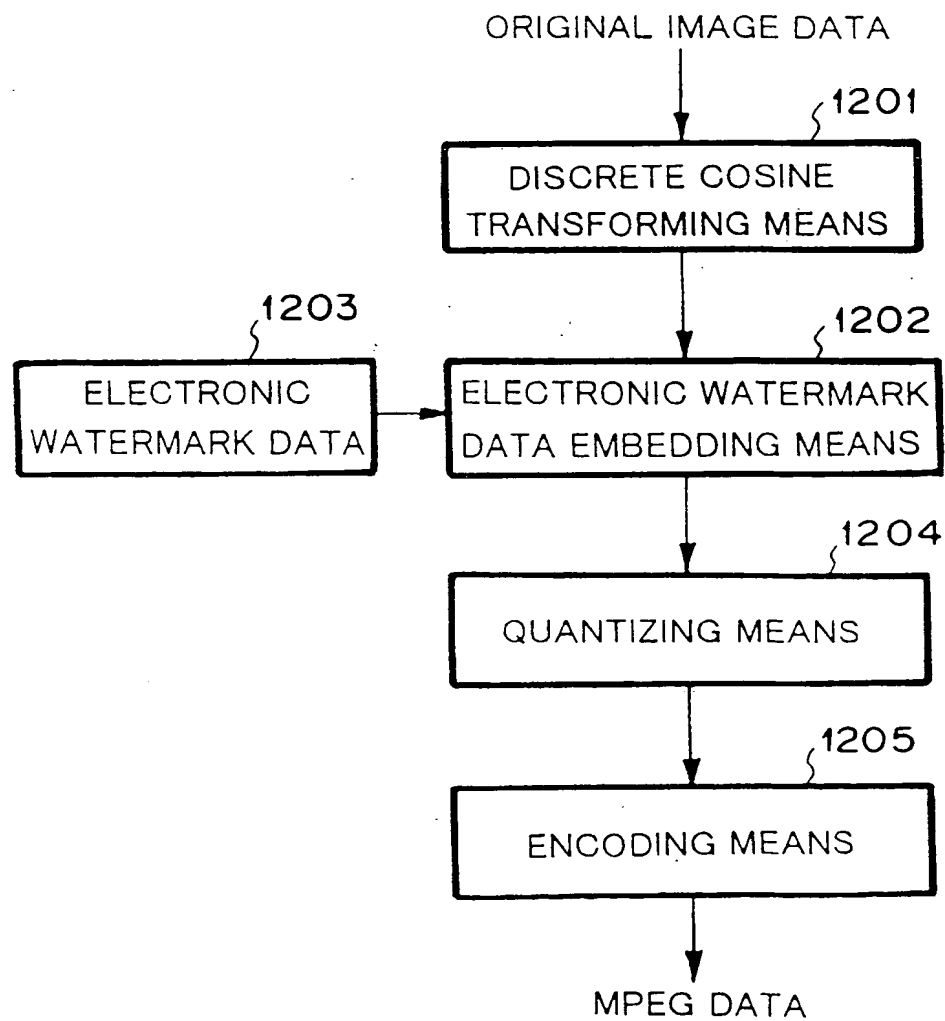 ORIGINAL IMAGE DATA
1201
DISCRETE COSINE
TRANSFORMING MEANS
1203
1202
ELECTRONIC
WATERMARK DATA
ELECTRONIC WATERMARK
DATA EMBEDDING MEANS
1204
QUANTIZING MEANS
1205
ENCODING MEANS
MPEG DATA